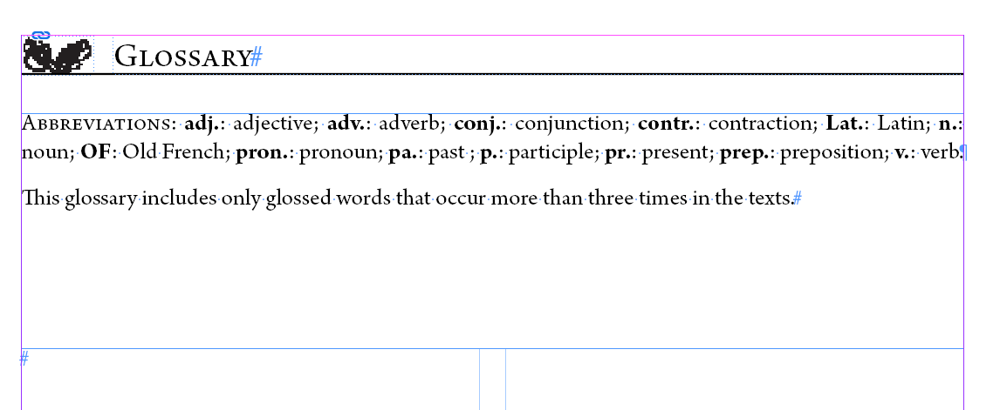 Glossary#
Abbreviations: adj.: adjective; adv.: adverb; conj.: conjunction; contr.: contraction; Lat.: Latin; n.:
noun; OF: Old French; pron.: pronoun; pa.: past ; p.: participle; pr.: present; prep.: preposition; v.: verb.¶
This glossary includes only glossed words that occur more than three times in the texts.#
#